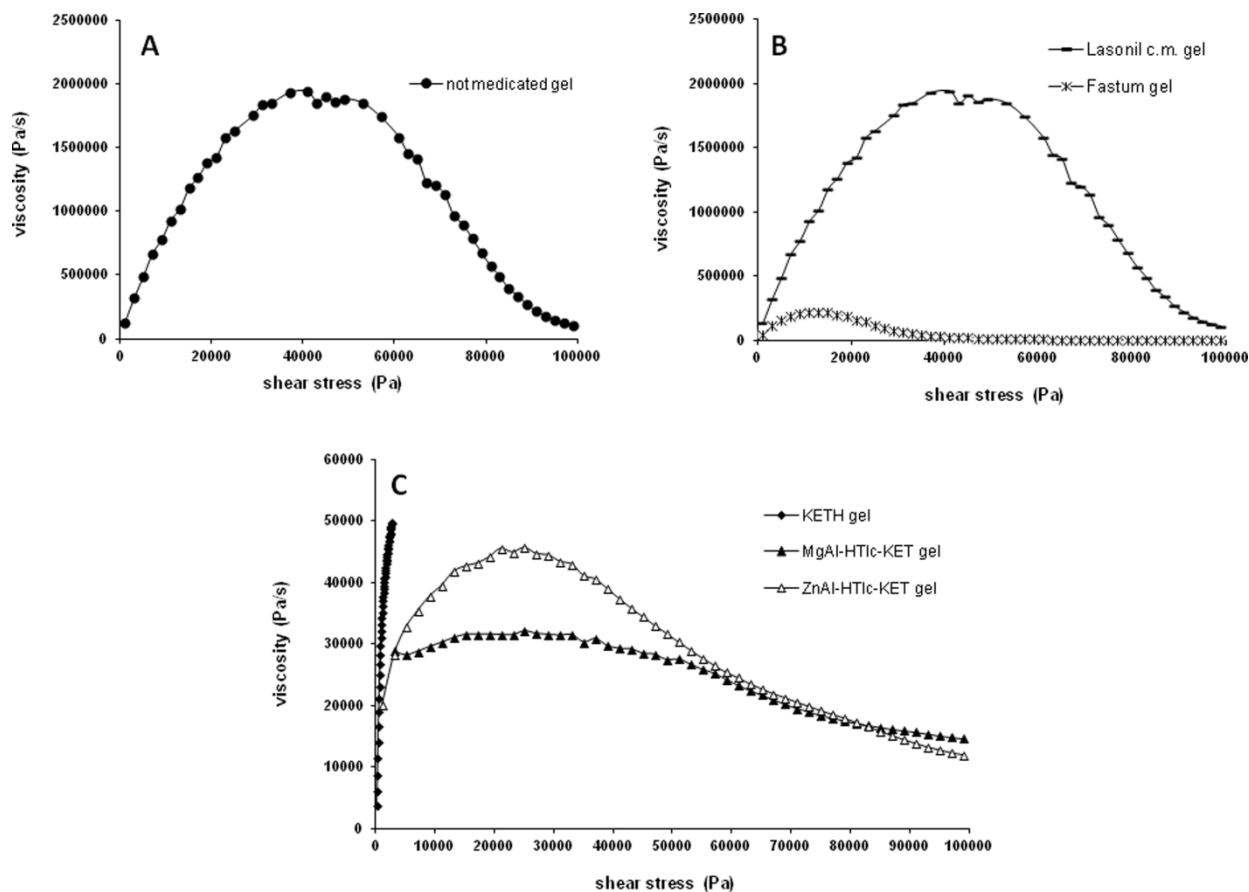 A
not medicated gel
viscosity (Pa/s)
2500000
2000000
1500000
1000000
500000
0
0 20000 40000 60000 80000 100000
shear stress (Pa)
B
Lasonil c.m. gel
Fastum gel
viscosity (Pa/s)
2500000
2000000
1500000
1000000
500000
0
0 20000 40000 60000 80000 100000
shear stress (Pa)
C
KETH gel
MgAl-HTlc-KET gel
ZnAl-HTlc-KET gel
viscosity (Pa/s)
60000
50000
40000
30000
20000
10000
0
0 10000 20000 30000 40000 50000 60000 70000 80000 90000 100000
shear stress (Pa)